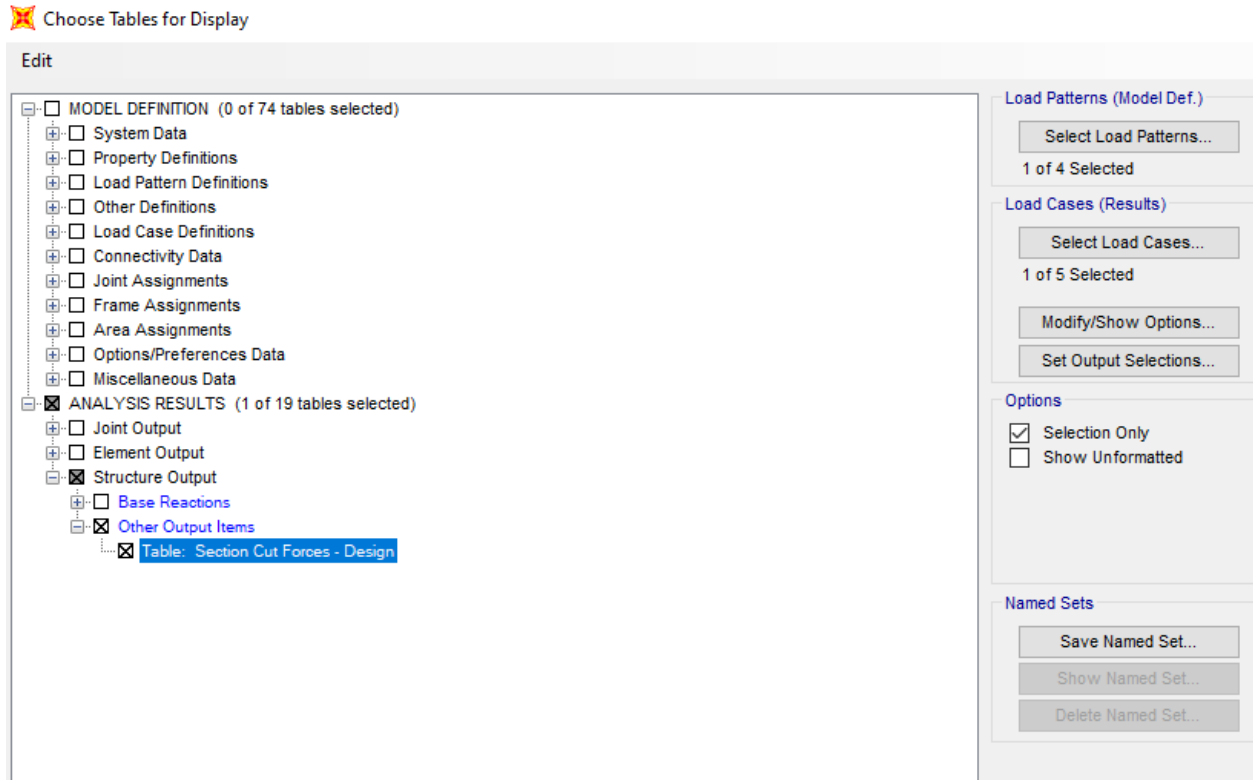 Choose Tables for Display
Edit
MODEL DEFINITION (0 of 74 tables selected)
System Data
Property Definitions
Load Pattern Definitions
Other Definitions
Load Case Definitions
Connectivity Data
Joint Assignments
Frame Assignments
Area Assignments
Options/Preferences Data
Miscellaneous Data
ANALYSIS RESULTS (1 of 19 tables selected)
Joint Output
Element Output
Structure Output
Base Reactions
Other Output Items
Table: Section Cut Forces - Design
Load Patterns (Model Def.)
Select Load Patterns...
1 of 4 Selected
Load Cases (Results)
Select Load Cases...
1 of 5 Selected
Modify/Show Options...
Set Output Selections...
Options
Selection Only
Show Unformatted
Named Sets
Save Named Set...
Show Named Set...
Delete Named Set...